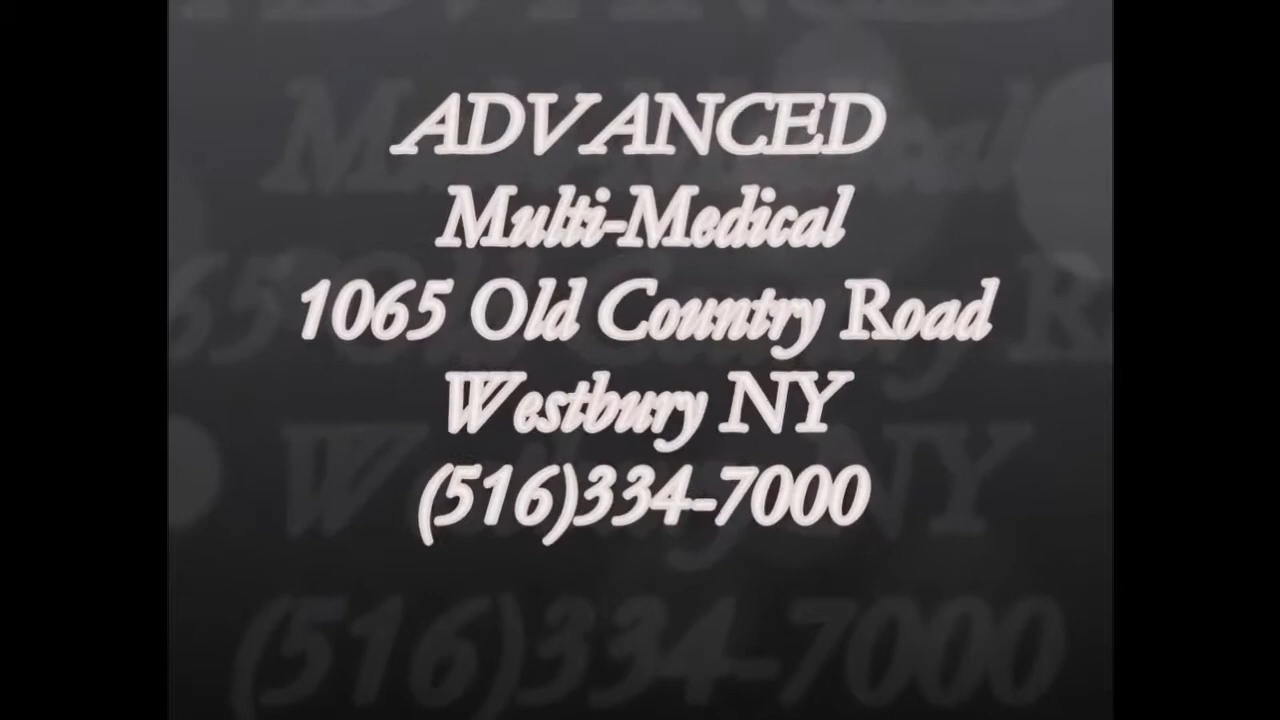 ADVANCED
Multi-Medical
1065 Old Country Road
Westbury NY
(516)334-7000